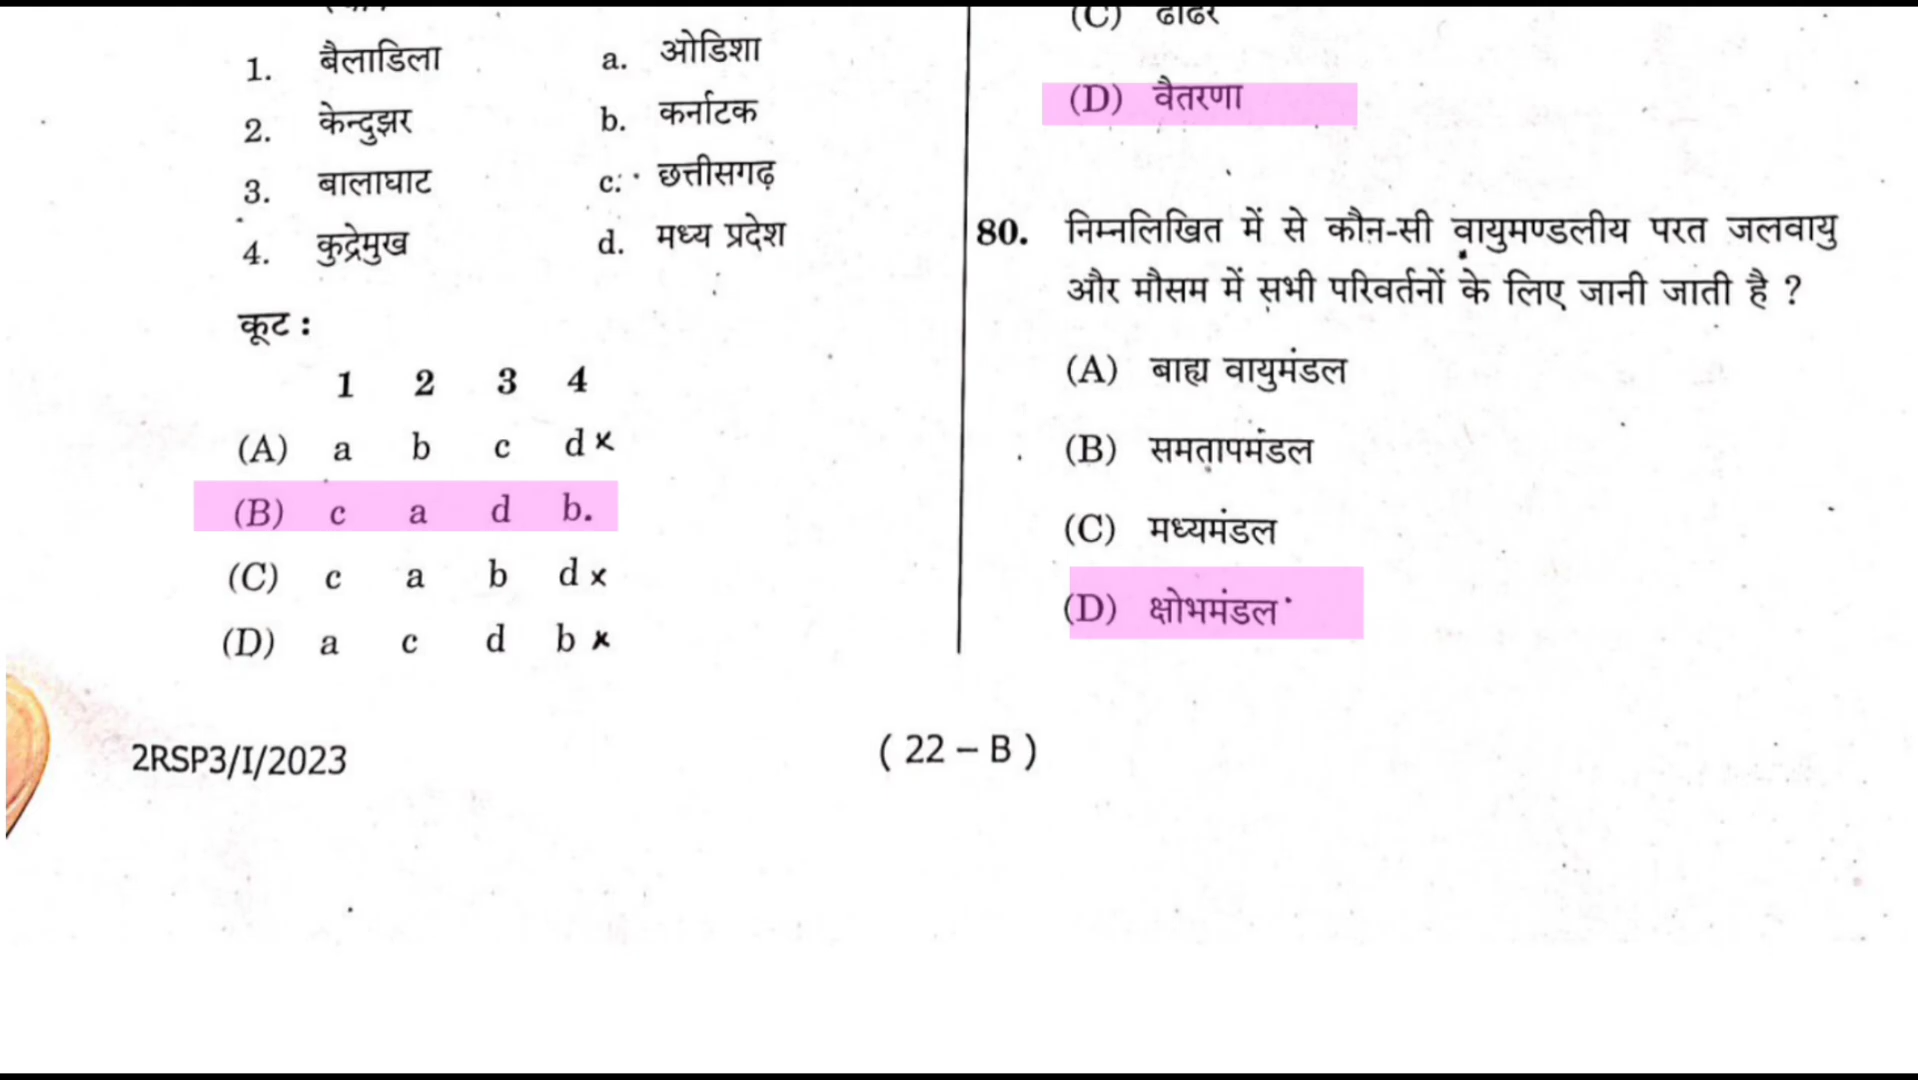 1. बैलाडिला a. ओडिशा
2. केन्दुझर b. कर्नाटक
3. बालाघाट c. छत्तीसगढ़
4. कुद्रेमुख d. मध्य प्रदेश
कूट :
1 2 3 4
(A) a b c d ×
(B) c a d b.
(C) c a b d ×
(D) a c d b ×
(C) ढाढर
(D) वैतरणा
80. निम्नलिखित में से कौन-सी वायुमण्डलीय परत जलवायु
और मौसम में सभी परिवर्तनों के लिए जानी जाती है ?
(A) बाह्य वायुमंडल
(B) समतापमंडल
(C) मध्यमंडल
(D) क्षोभमंडल
2RSP3/I/2023
( 22 – B )